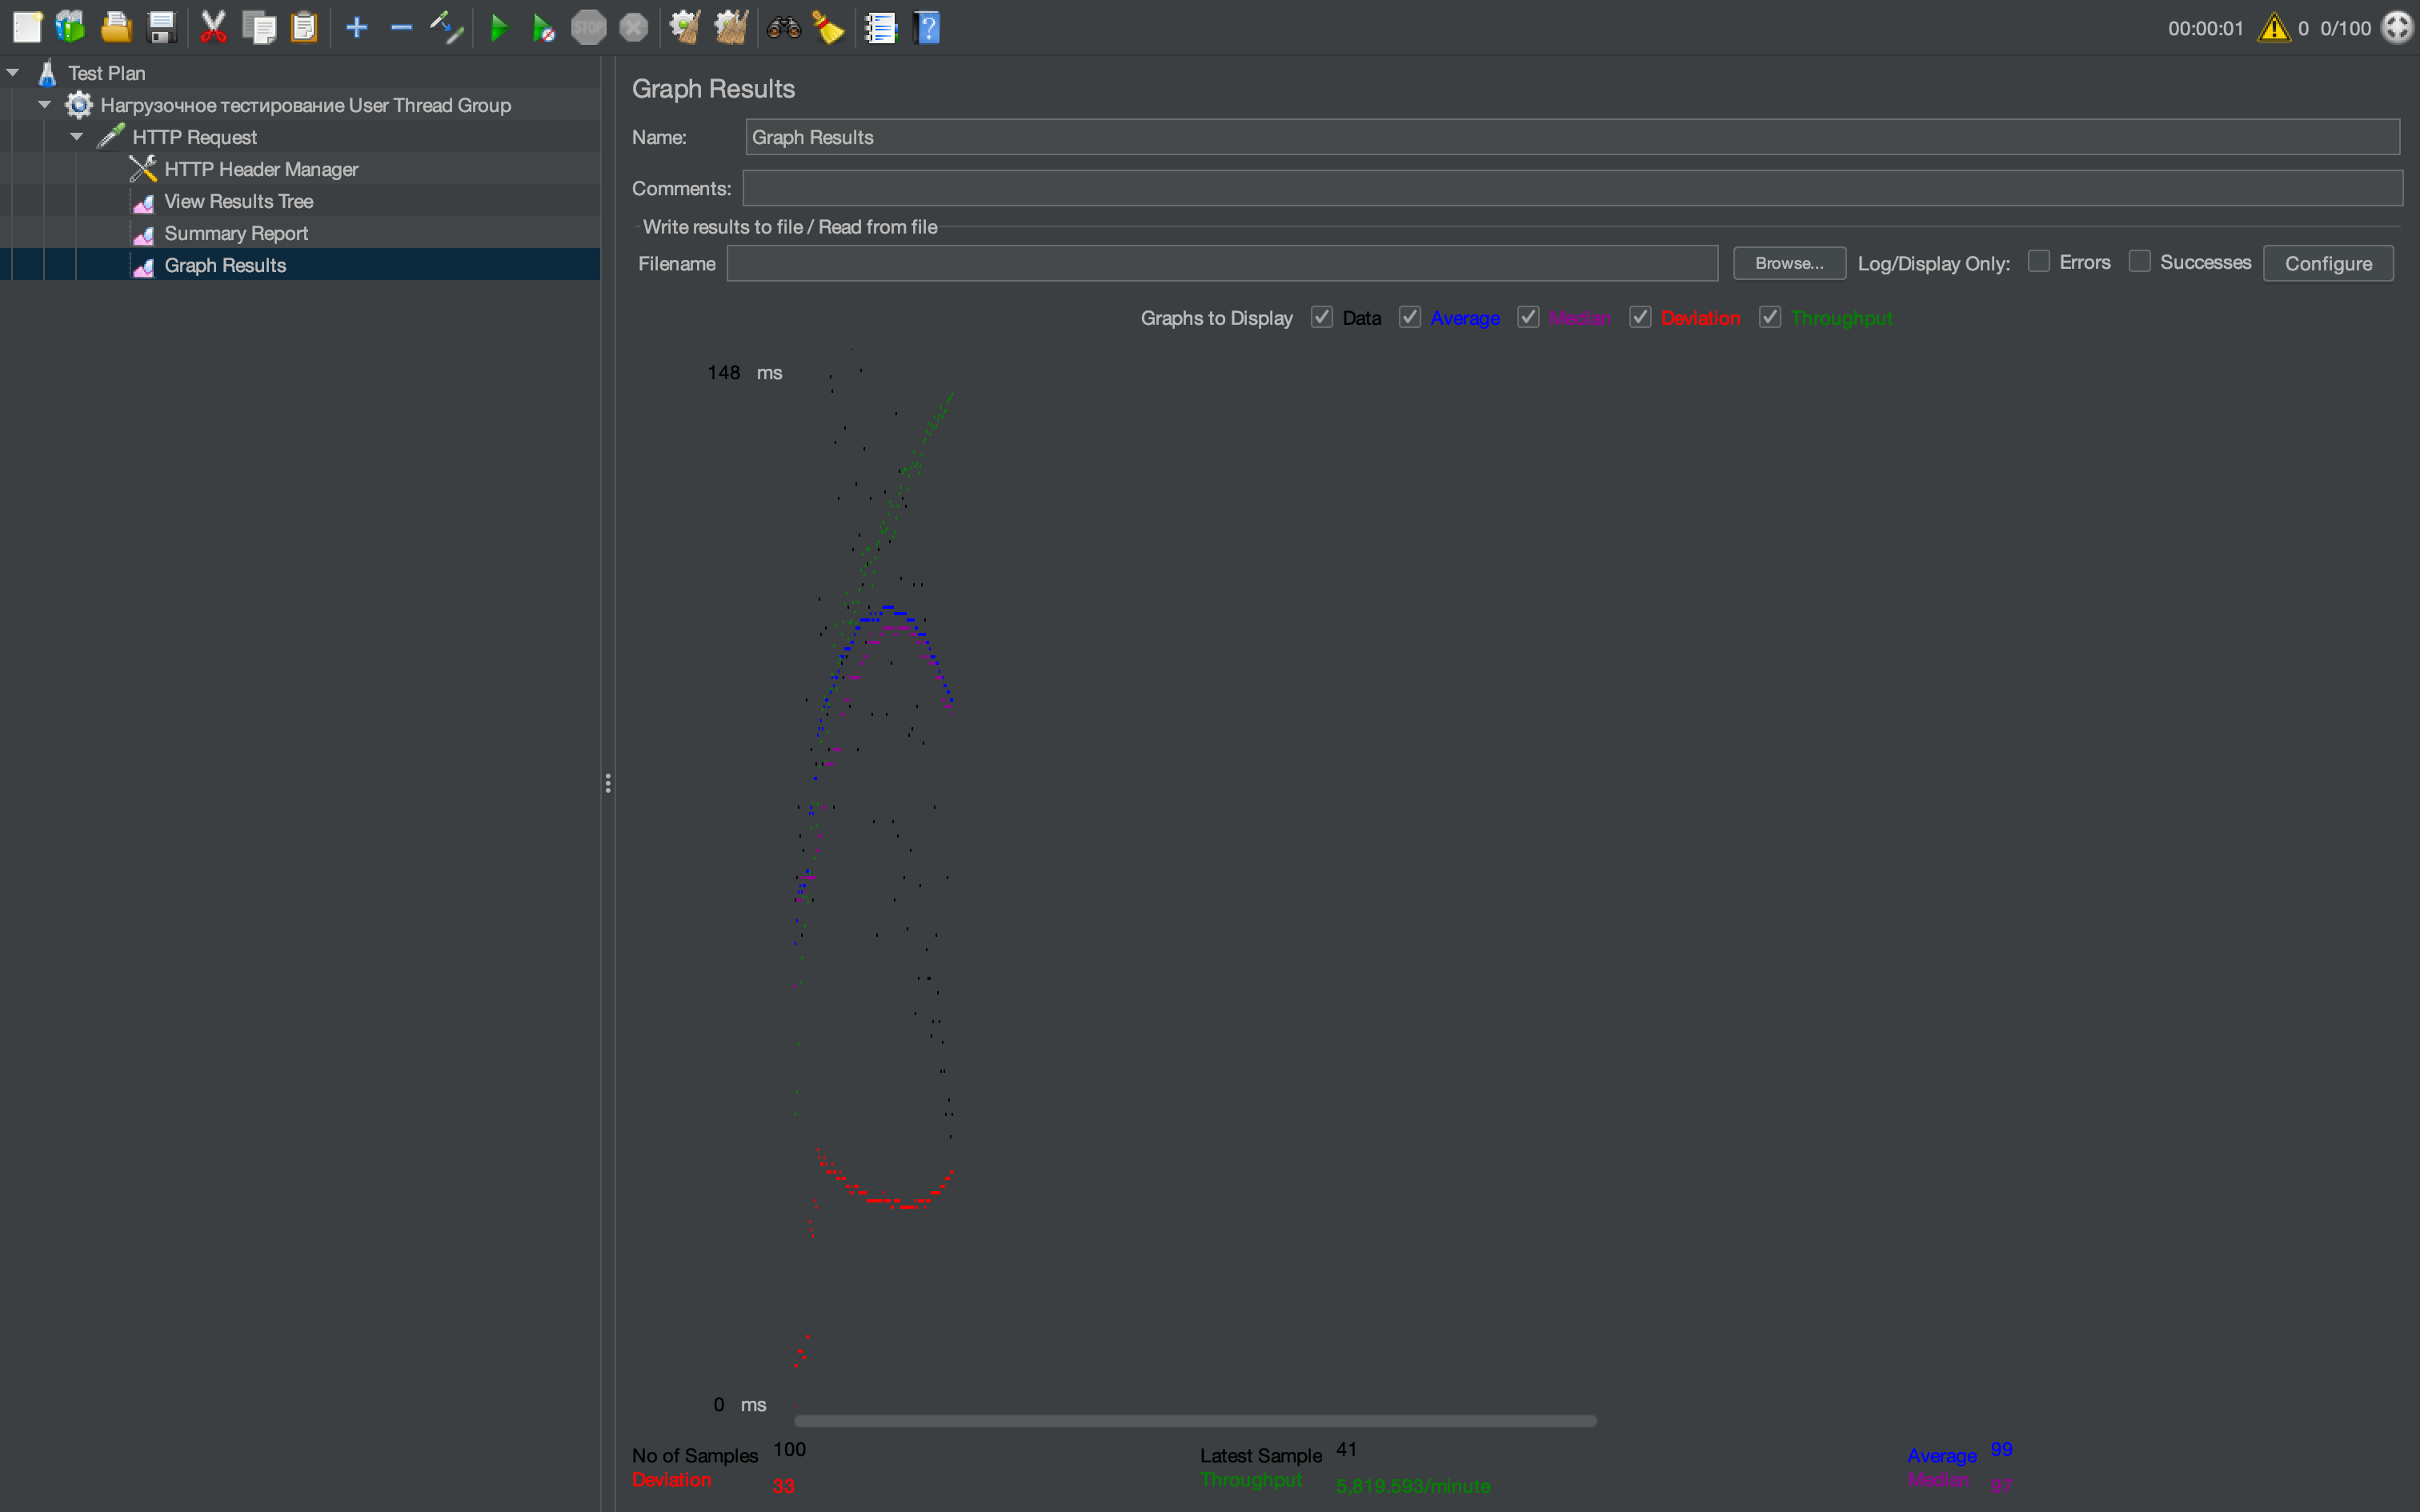 STOP
00:00:01 0 0/100
Test Plan
Нагрузочное тестирование User Thread Group
HTTP Request
HTTP Header Manager
View Results Tree
Summary Report
Graph Results
Graph Results
Name: Graph Results
Comments:
Write results to file / Read from file
Filename Browse... Log/Display Only: Errors Successes Configure
Graphs to Display Data Average Median Deviation Throughput
148 ms
0 ms
No of Samples 100 Latest Sample 41 Average 99
Deviation 33 Throughput 5,819.593/minute Median 97